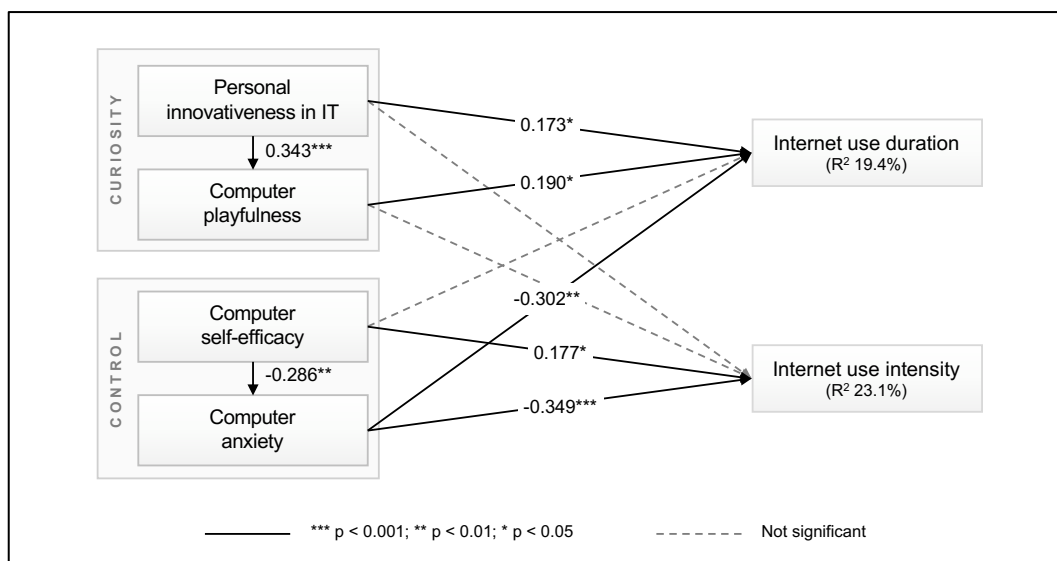 CURIOSITY
Personal
innovativeness in IT
0.343***
Computer
playfulness
0.173*
0.190*
Internet use duration
(R² 19.4%)
CONTROL
Computer
self-efficacy
-0.286**
Computer
anxiety
-0.302**
0.177*
-0.349***
Internet use intensity
(R² 23.1%)
*** p < 0.001; ** p < 0.01; * p < 0.05
Not significant